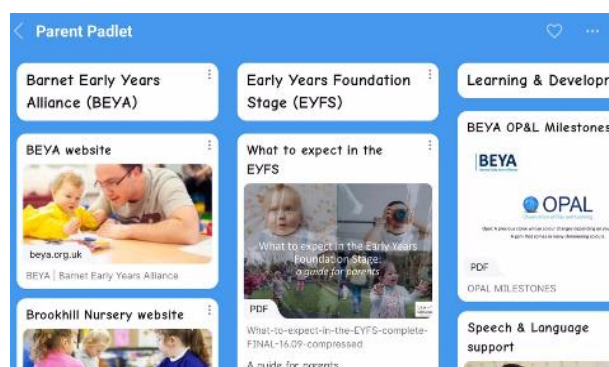 Parent Padlet
Barnet Early Years
Alliance (BEYA)
BEYA website
beya.org.uk
BEYA | Barnet Early Years Alliance
Brookhill Nursery website
Early Years Foundation
Stage (EYFS)
What to expect in the
EYFS
What to expect in the Early Years
Foundation Stage:
a guide for parents
PDF
What-to-expect-in-the-EYFS-complete-
FINAL-16.09-compressed
A guide for parents
Learning & Developm
BEYA OP&L Milestones
BEYA
OPAL
PDF
OPAL MILESTONES
Speech & Language
support